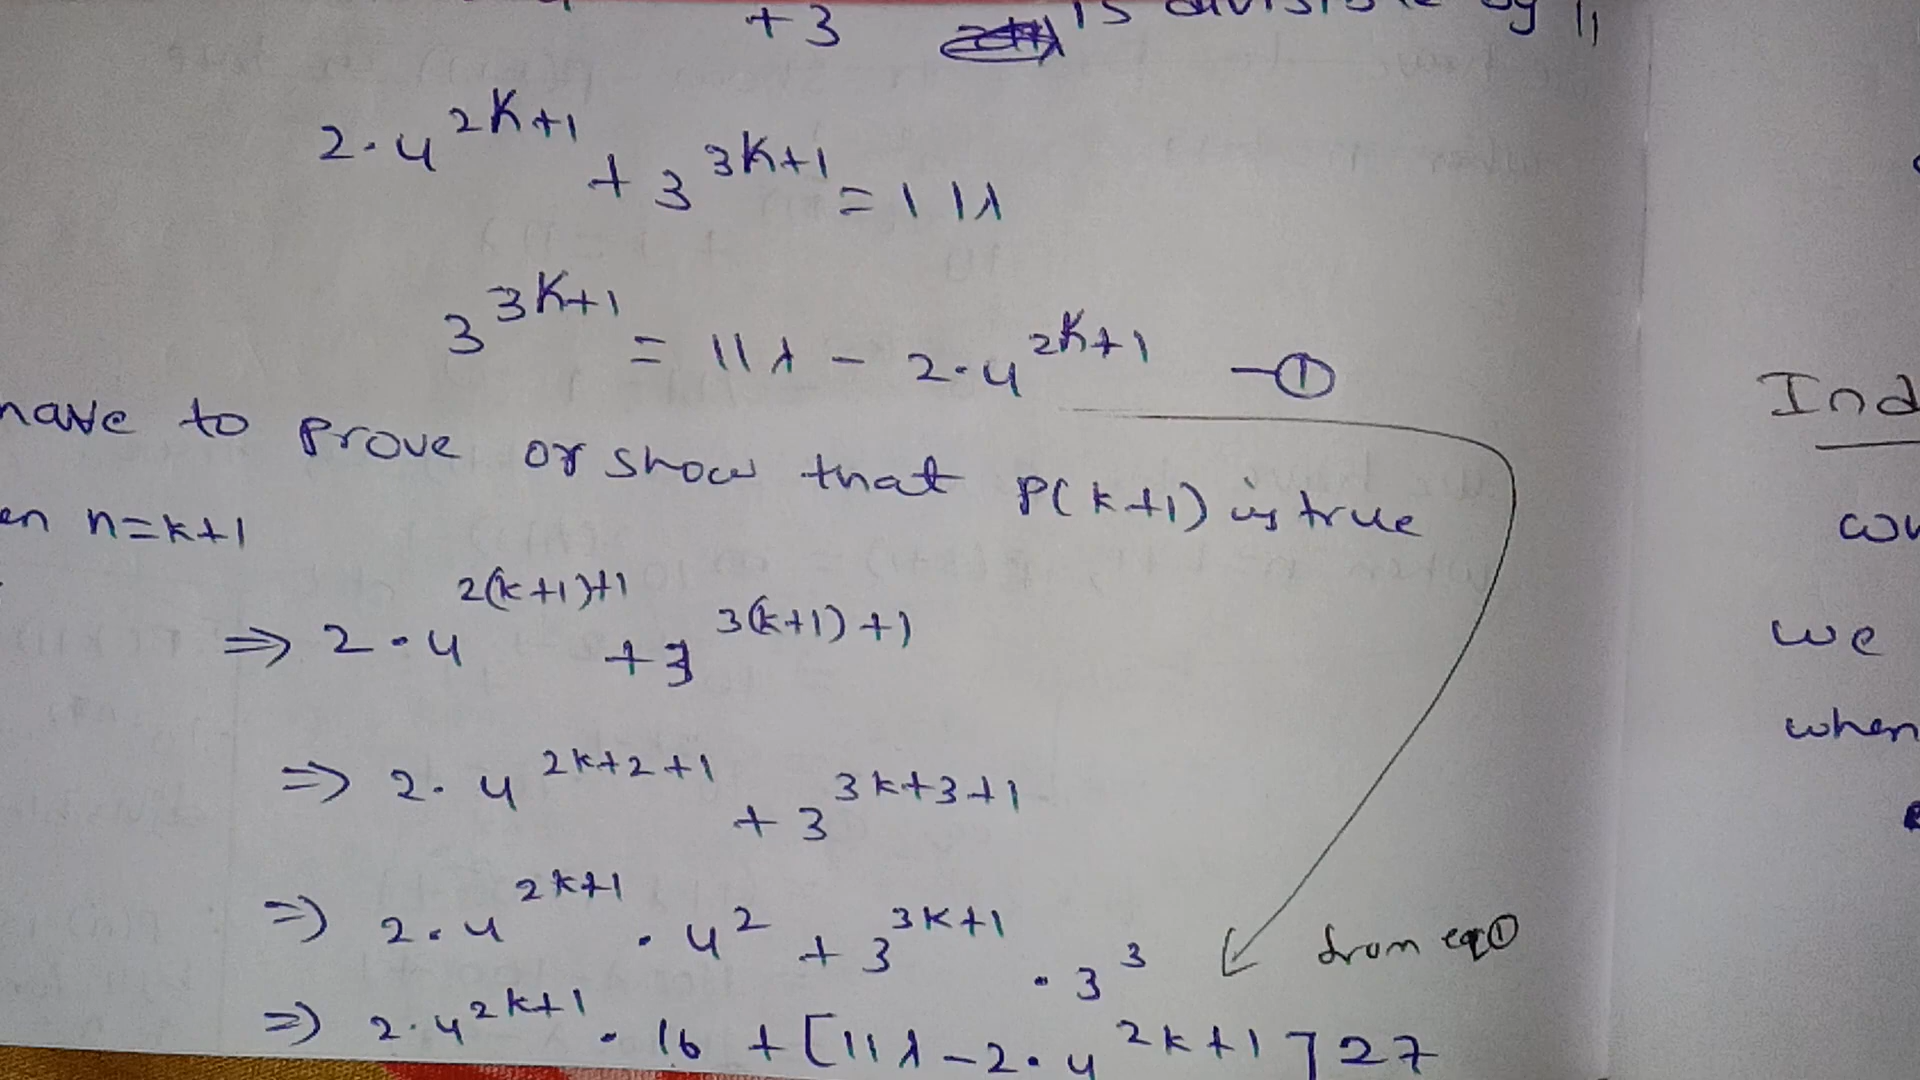 +3 is divisible by 11
2·4^{2K+1} + 3^{3K+1} = 11λ
3^{3K+1} = 11λ - 2·4^{2K+1} —①
have to prove or show that P(k+1) is true
en n=k+1
⇒ 2·4^{2(k+1)+1} + 3^{3(k+1)+1}
⇒ 2·4^{2k+2+1} + 3^{3k+3+1}
⇒ 2·4^{2k+1} · 4^2 + 3^{3k+1} · 3^3 from eq①
⇒ 2·4^{2k+1} · 16 + [11λ-2·4^{2k+1}]27
Ind
we
when